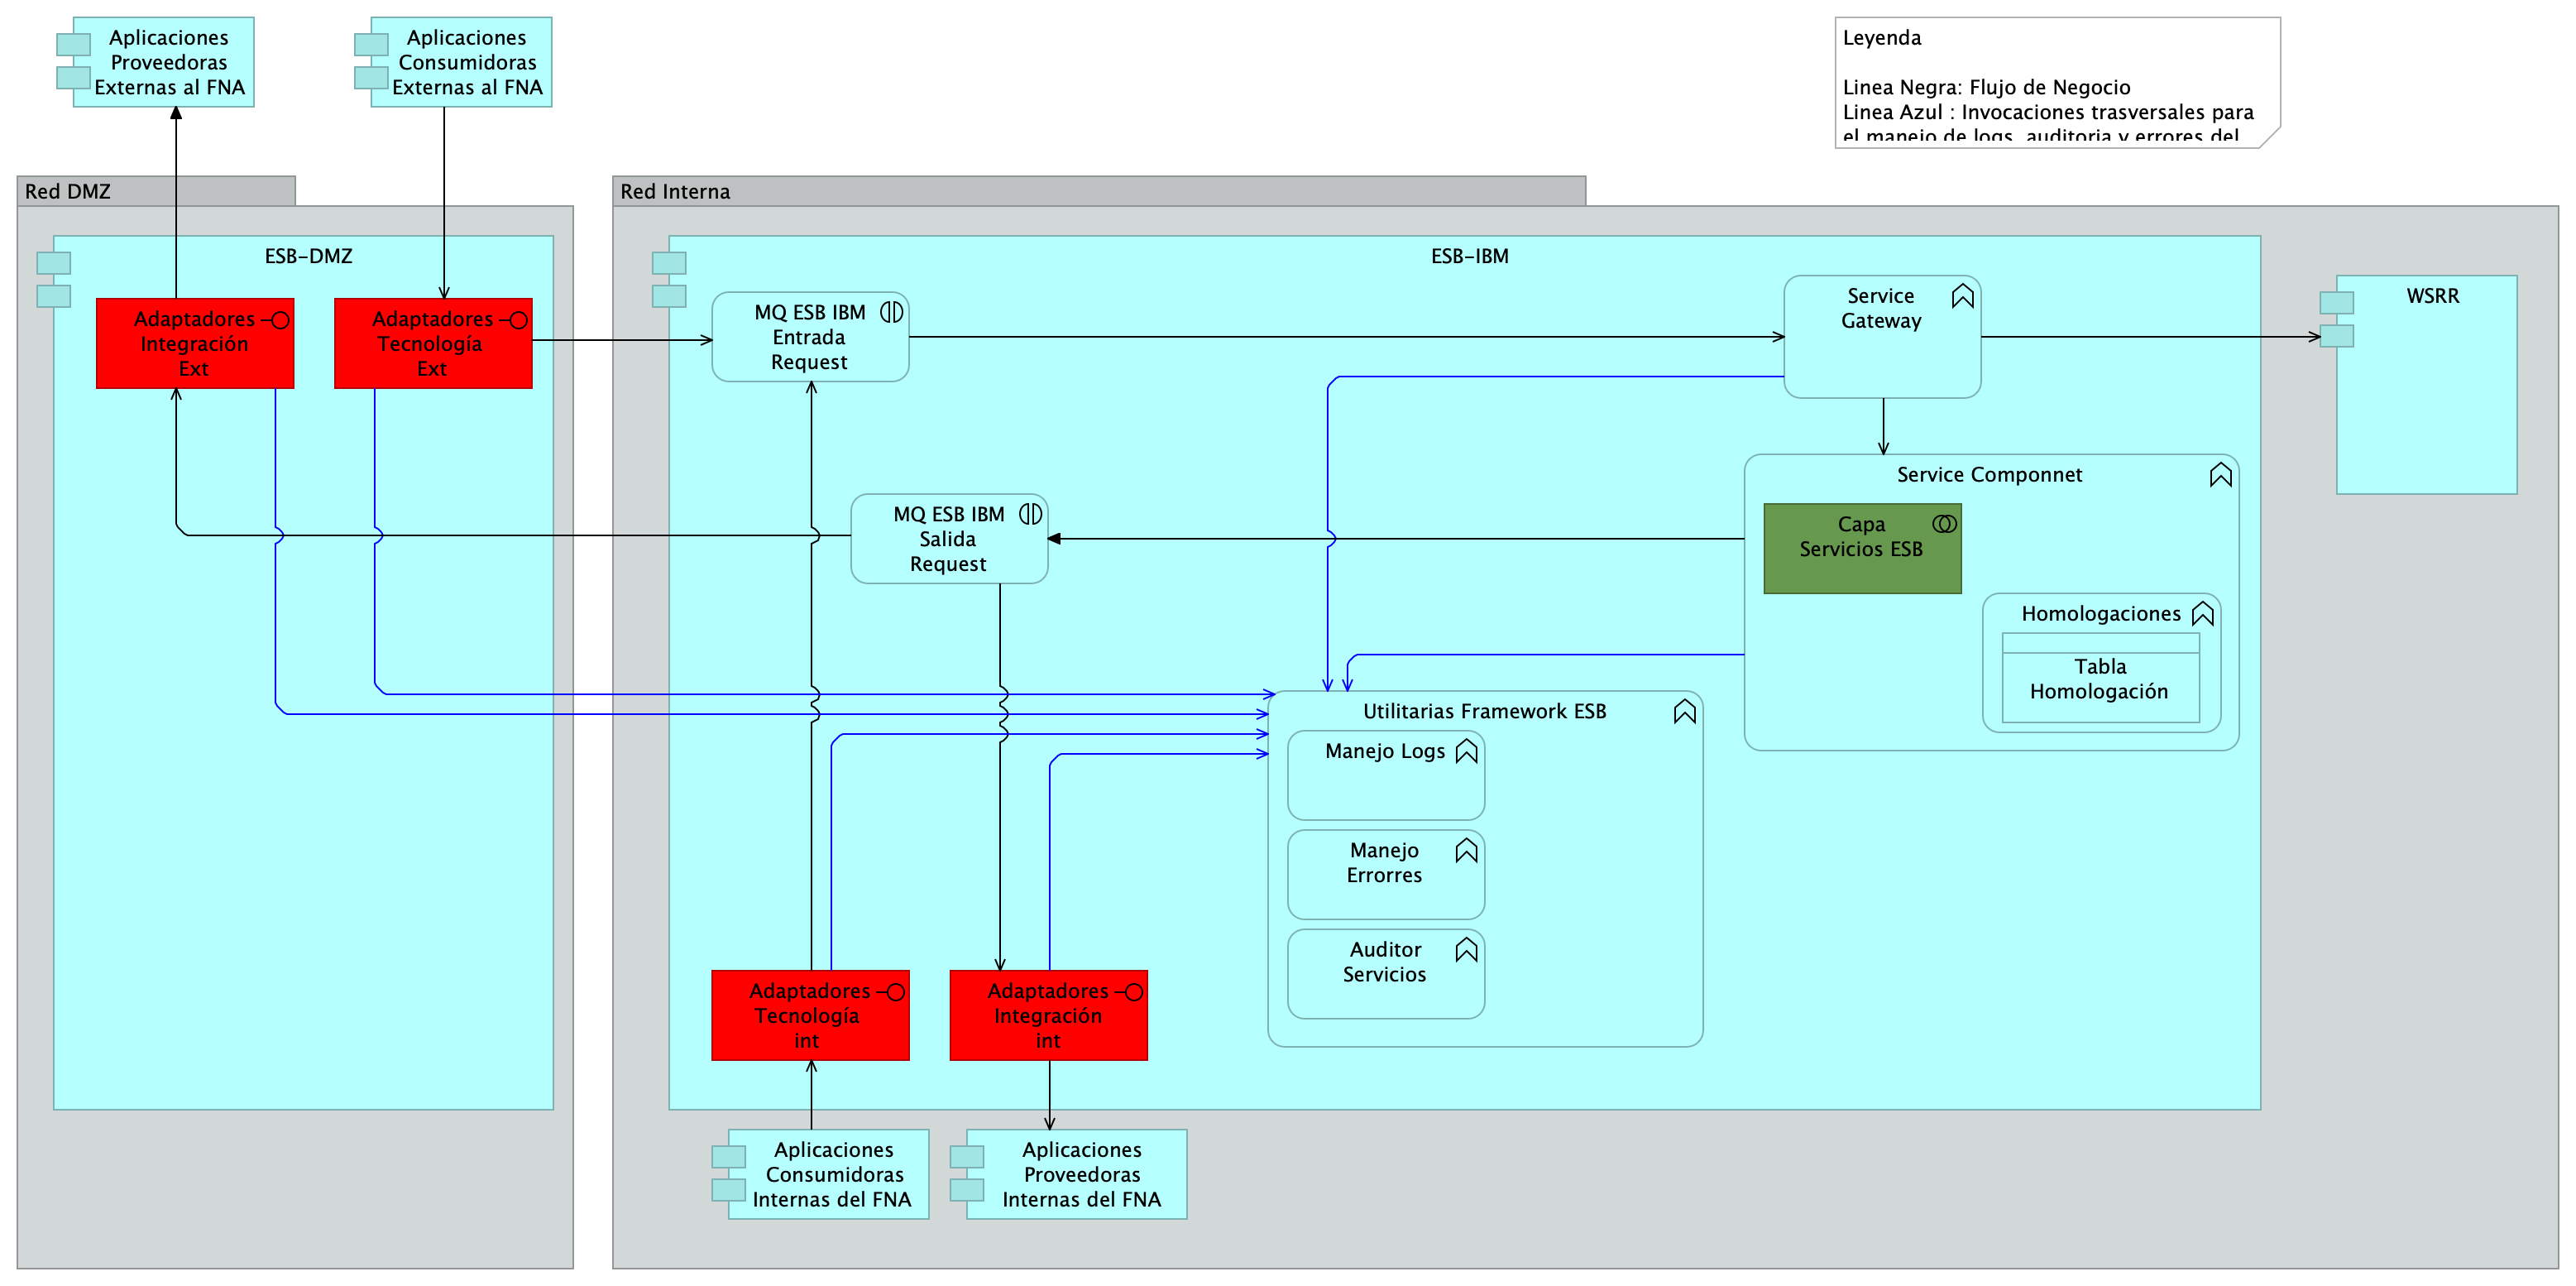 Aplicaciones
Proveedoras
Externas al FNA
Aplicaciones
Consumidoras
Externas al FNA
Leyenda
Linea Negra: Flujo de Negocio
Linea Azul : Invocaciones trasversales para
el manejo de logs, auditoria y errores del
Red DMZ
Red Interna
ESB-DMZ
ESB-IBM
Adaptadores
Integración
Ext
Adaptadores
Tecnología
Ext
MQ ESB IBM
Entrada
Request
Service
Gateway
WSRR
MQ ESB IBM
Salida
Request
Service Componnet
Capa
Servicios ESB
Homologaciones
Tabla
Homologación
Utilitarias Framework ESB
Manejo Logs
Manejo
Errorres
Auditor
Servicios
Adaptadores
Tecnología
int
Adaptadores
Integración
int
Aplicaciones
Consumidoras
Internas del FNA
Aplicaciones
Proveedoras
Internas del FNA